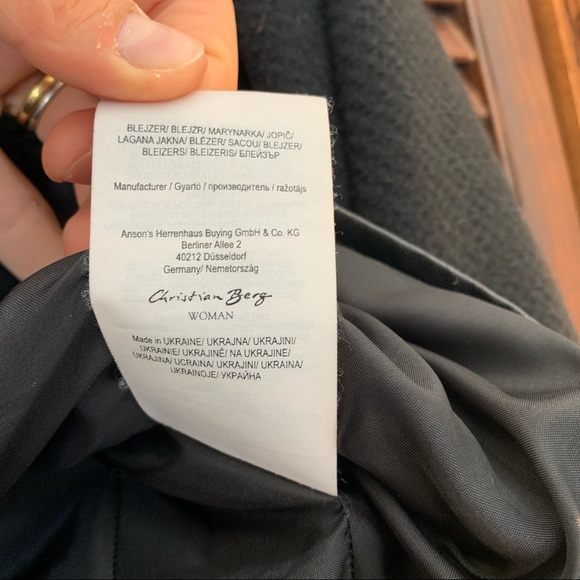 BLEJZER/ BLEJZR/ MARYNARKA/ JOPIČ/
LAGANA JAKNA/ BLÉZER/ SACOU/ BLEJZER/
BLEIZERS/ BLEIZERIS/ БЛЕЙЗЪР
Manufacturer / Gyartó / производитель / ražotājs
Anson's Herrenhaus Buying GmbH & Co. KG
Berliner Allee 2
40212 Düsseldorf
Germany/ Nemetország
Christian Berg
WOMAN
Made in UKRAINE/ UKRAJNA/ UKRAJINI/
UKRAINIE/ UKRAJINĖ/ NA UKRAJINE/
UKRAJINA/ UCRAINA/ UKRAJINI/ UKRAINA/
UKRAINOJE/ УКРАЙНА